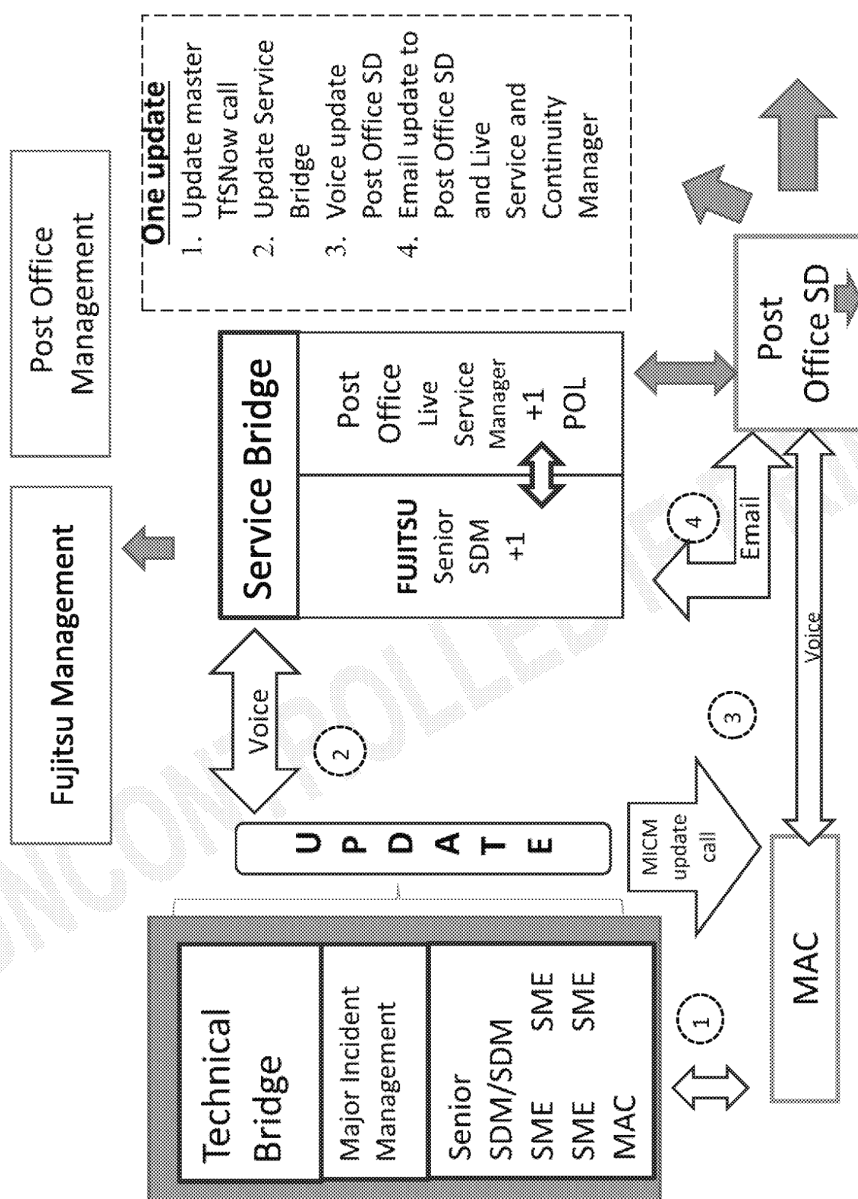 Technical
Bridge
Major Incident
Management
Senior
SDM/SDM
SME SME
SME SME
MAC
UPDATE
Fujitsu Management
Post Office
Management
Voice
2
Service Bridge
FUJITSU
Senior
SDM
+1
Post
Office
Live
Service
Manager
+1
POL
One update
1. Update master
TfSNow call
2. Update Service
Bridge
3. Voice update
Post Office SD
4. Email update to
Post Office SD
and Live
Service and
Continuity
Manager
1
MICM
update
call
MAC
3
Voice
4
Email
Post
Office SD